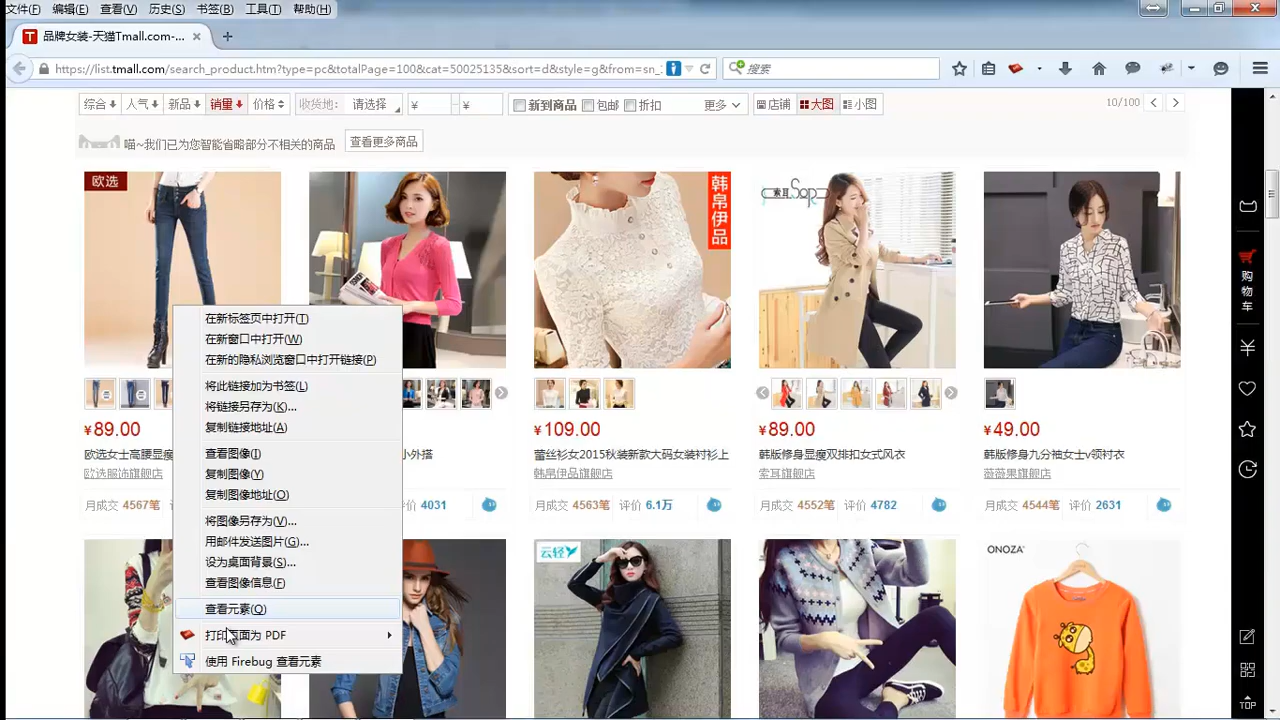 文件(F) 编辑(E) 查看(V) 历史(S) 书签(B) 工具(T) 帮助(H)
T 品牌女装-天猫Tmall.com-... × +
https://list.tmall.com/search_product.htm?type=pc&totalPage=100&cat=50025135&sort=d&style=g&from=sn_ 搜索
综合 人气 新品 销量 价格 收货地: 请选择 ¥ - ¥ 新到商品 包邮 折扣 更多 店铺 大图 小图 10/100 < >
喵~我们已为您智能省略部分不相关的商品 查看更多商品
欧选
韩帛伊品
索耳 Sop
购物车
在新标签页中打开(T)
在新窗口中打开(W)
在新的隐私浏览窗口中打开链接(P)
将此链接加为书签(L)
将链接另存为(K)...
复制链接地址(A)
查看图像(I)
复制图像(Y)
复制图像地址(O)
将图像另存为(V)...
用邮件发送图片(G)...
设为桌面背景(S)...
查看图像信息(F)
查看元素(Q)
打印页面为 PDF
使用 Firebug 查看元素
¥89.00 ¥109.00 ¥89.00 ¥49.00
欧选女士高腰显瘦 小外搭 蕾丝衫女2015秋装新款大码女装衬衫上 韩版修身显瘦双排扣女式风衣 韩版修身九分袖女士v领衬衣
欧选服饰旗舰店 韩帛伊品旗舰店 索耳旗舰店 薇薇果旗舰店
月成交 4567笔 价 4031 月成交 4563笔 评价 6.1万 月成交 4552笔 评价 4782 月成交 4544笔 评价 2631
云轻
ONOZA
TOP